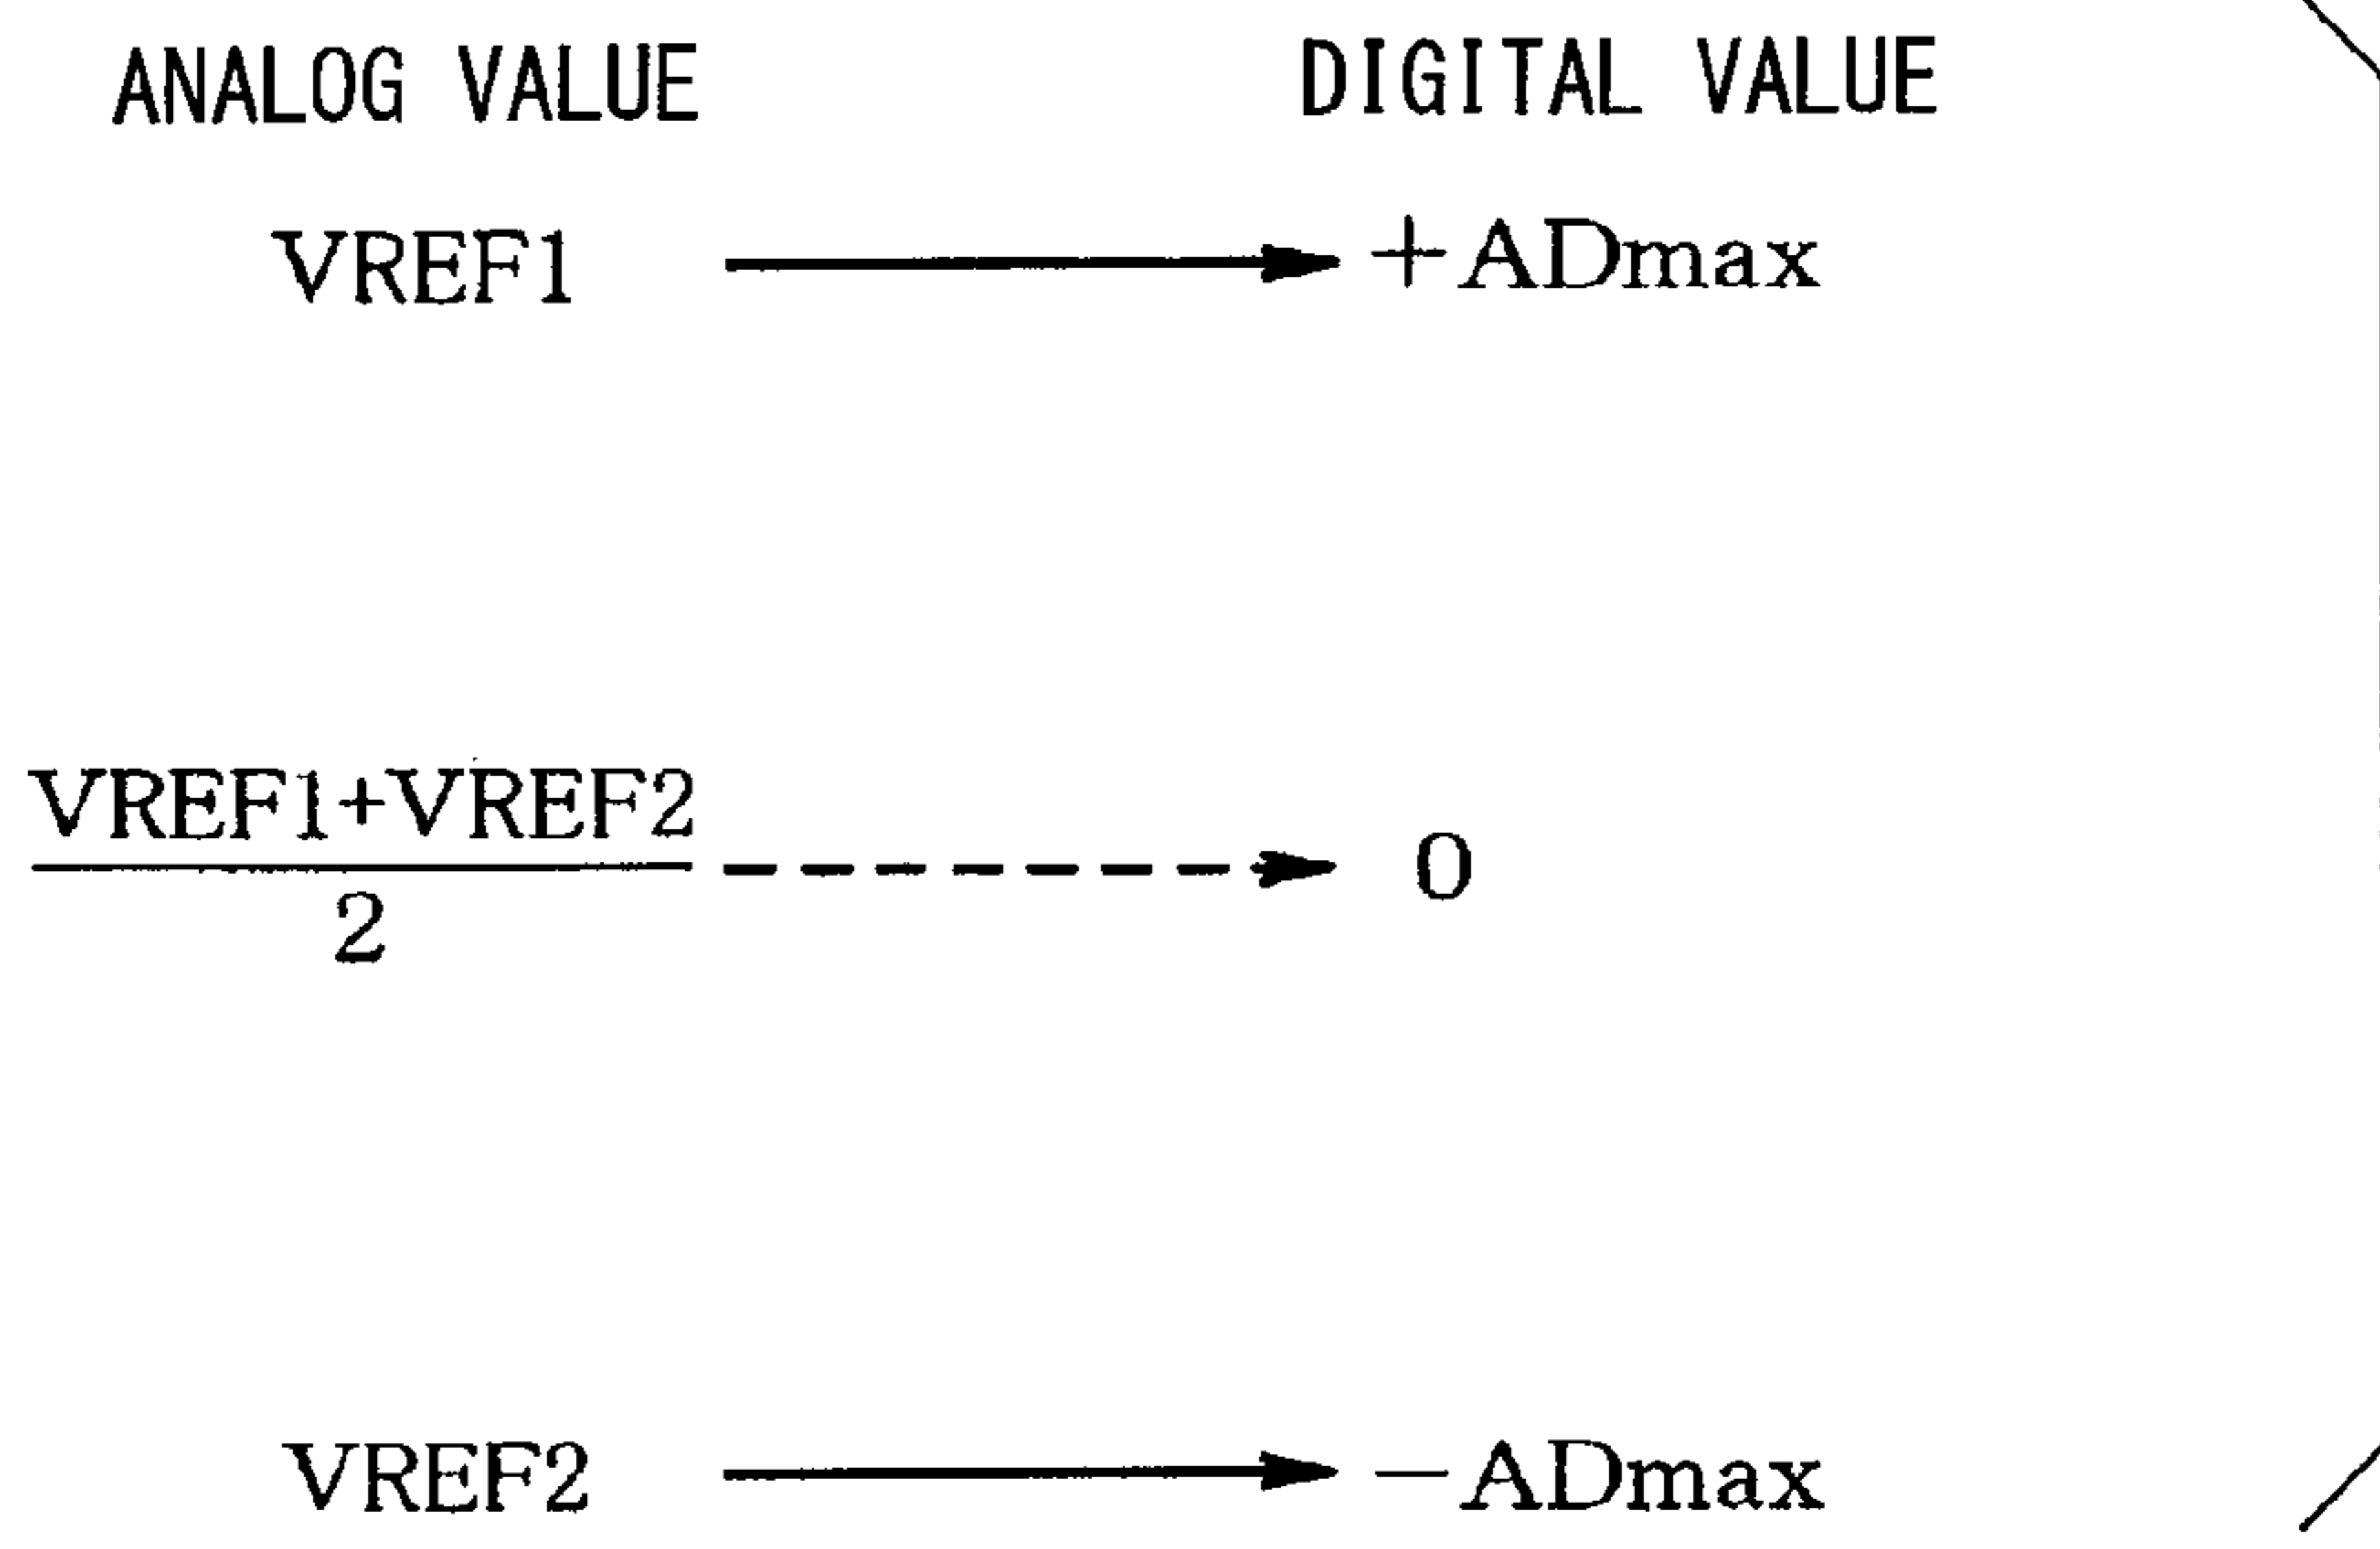 ANALOG VALUE DIGITAL VALUE
VREF1 +ADmax
VREF1+VREF2
2 0
VREF2 −ADmax